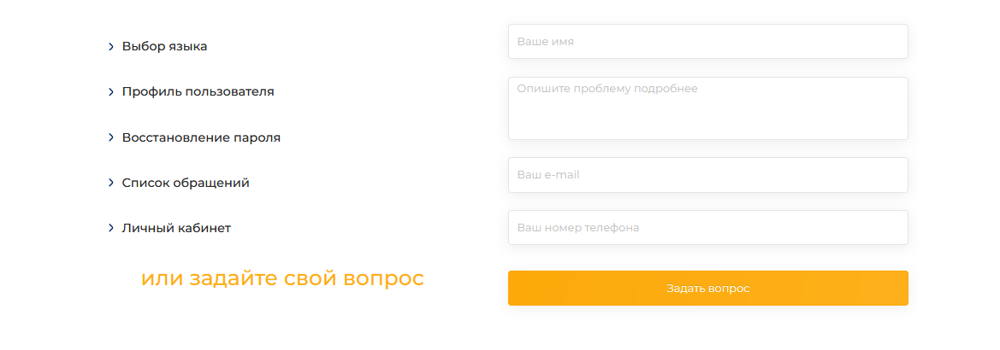 Выбор языка
Профиль пользователя
Восстановление пароля
Список обращений
Личный кабинет
или задайте свой вопрос
Ваше имя
Опишите проблему подробнее
Ваш e-mail
Ваш номер телефона
Задать вопрос